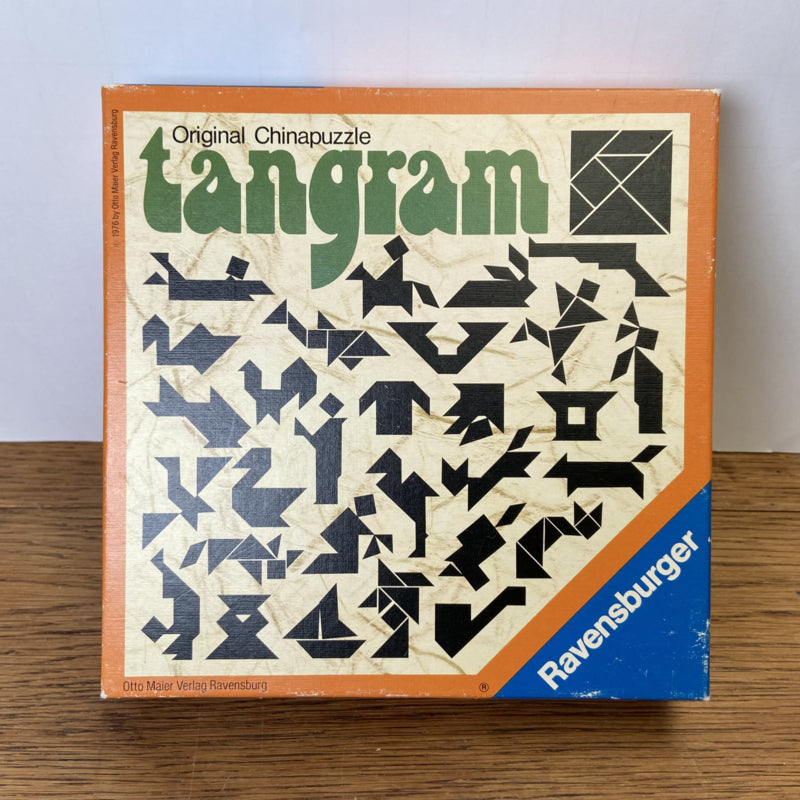 Original Chinapuzzle
tangram
© 1976 by Otto Maier Verlag Ravensburg
Otto Maier Verlag Ravensburg
®
Ravensburger